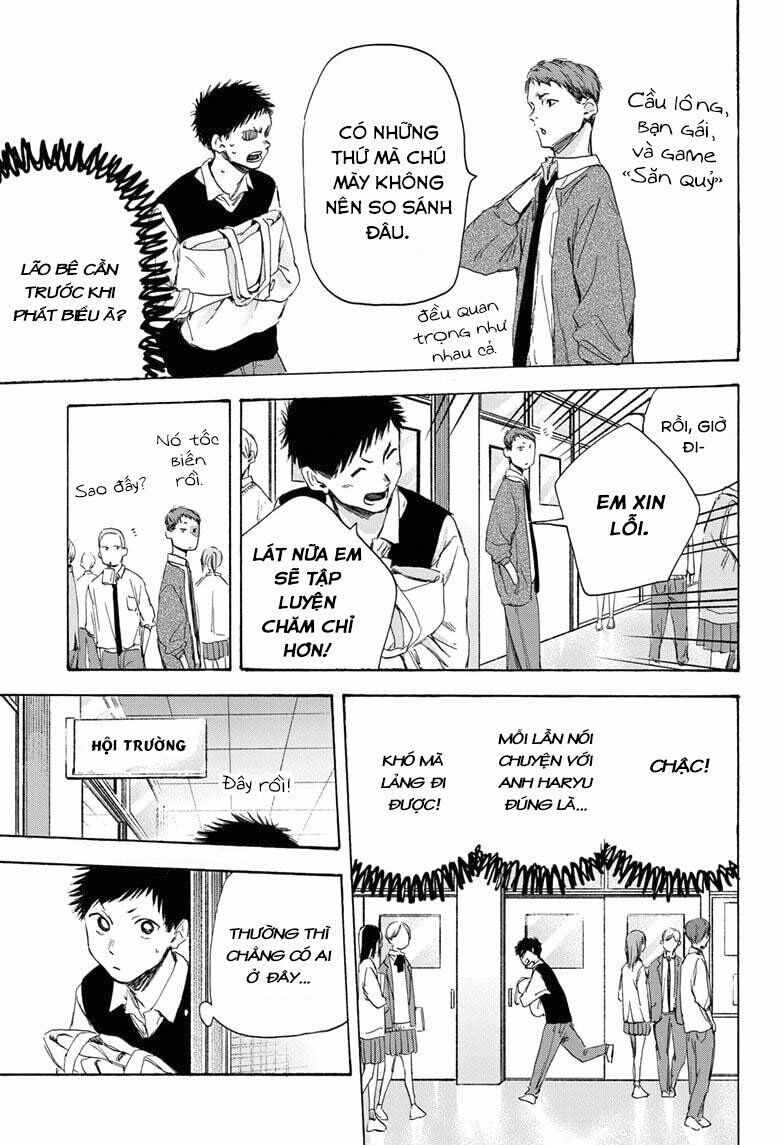 Cầu lông,
Bạn Gái,
và Game
“Săn Quỷ”
đều quan
trọng như
nhau cả.
CÓ NHỮNG
THỨ MÀ CHÚ
MÀY KHÔNG
NÊN SO SÁNH
ĐÂU.
LÃO BÊ CẦN
TRƯỚC KHI
PHÁT BIỂU À?
RỒI, GIỜ
ĐI-
EM XIN
LỖI.
LÁT NỮA EM
SẼ TẬP
LUYỆN
CHĂM CHỈ
HƠN!
Nó tốc
biến
rồi.
Sao đấy?
CHẬC!
MỖI LẦN NÓI
CHUYỆN VỚI
ANH HARYU
ĐÚNG LÀ...
KHÓ MÀ
LẢNG ĐI
ĐƯỢC!
HỘI TRƯỜNG
Đây rồi!
THƯỜNG THÌ
CHẲNG CÓ AI
Ở ĐÂY...